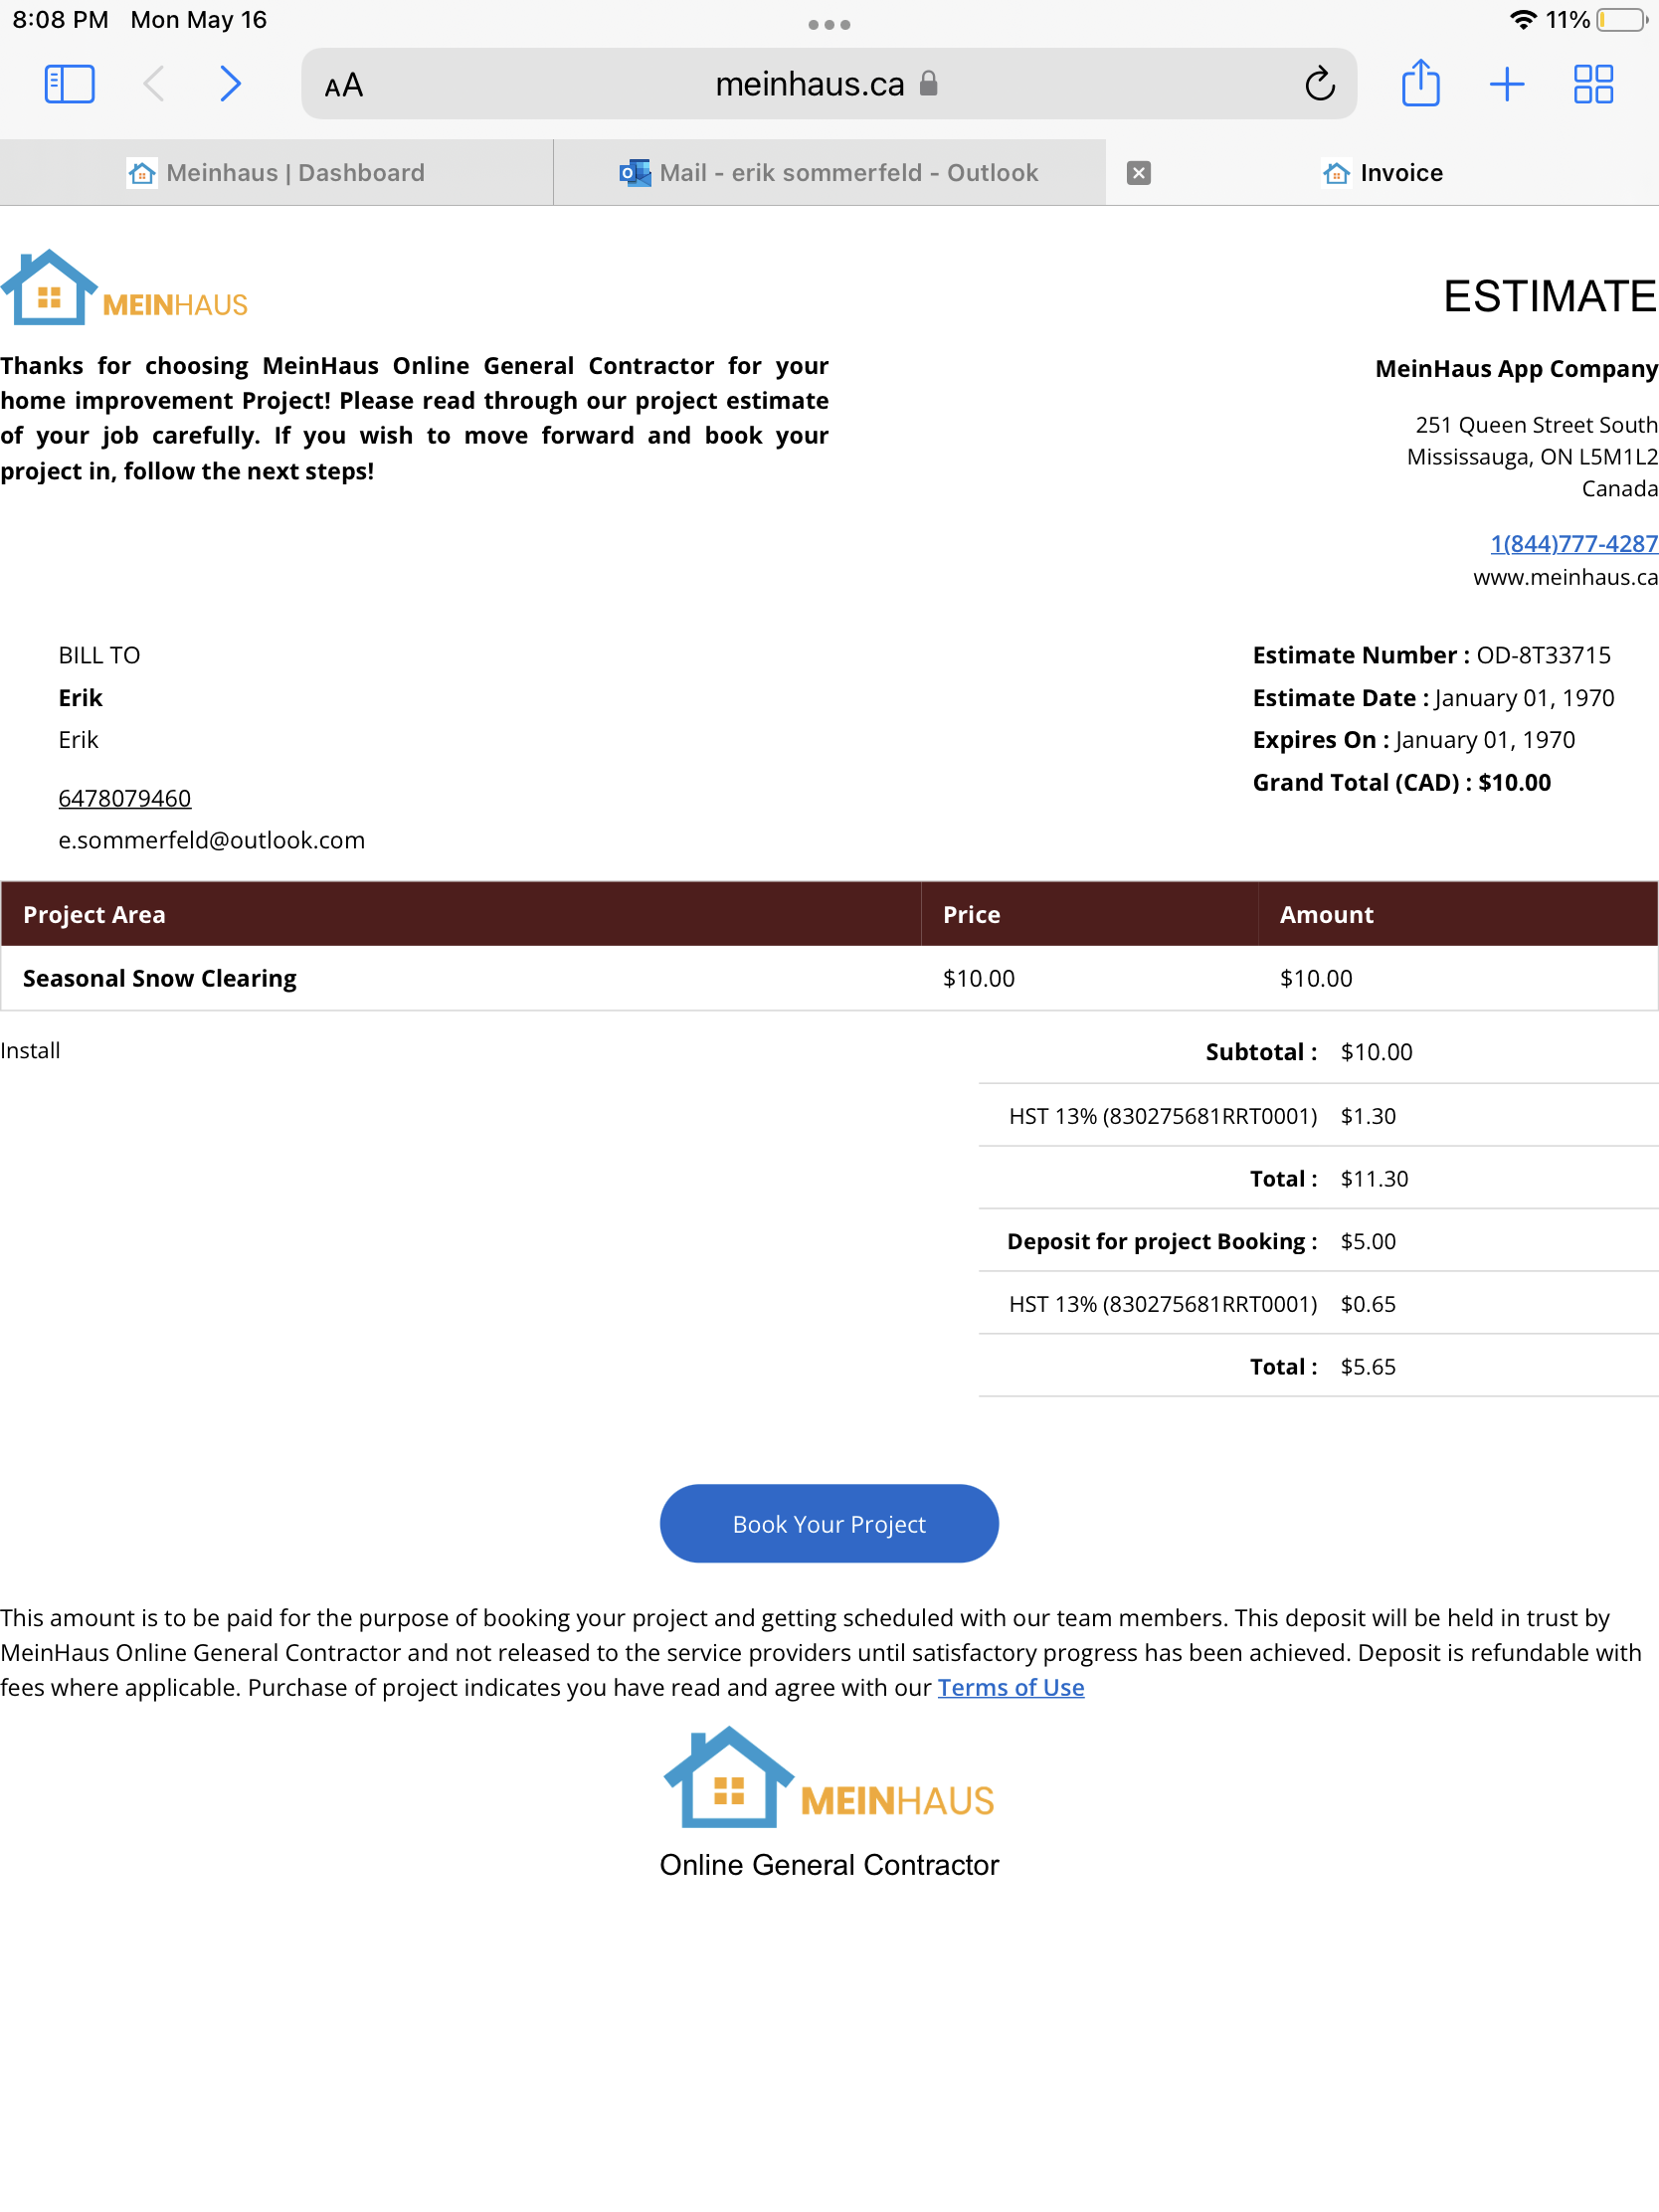 8:08 PM Mon May 16
11%
AA meinhaus.ca
Meinhaus | Dashboard
Mail - erik sommerfeld - Outlook
Invoice
MEINHAUS
ESTIMATE
Thanks for choosing MeinHaus Online General Contractor for your
home improvement Project! Please read through our project estimate
of your job carefully. If you wish to move forward and book your
project in, follow the next steps!
MeinHaus App Company
251 Queen Street South
Mississauga, ON L5M1L2
Canada
1(844)777-4287
www.meinhaus.ca
BILL TO
Erik
Erik
6478079460
e.sommerfeld@outlook.com
Estimate Number : OD-8T33715
Estimate Date : January 01, 1970
Expires On : January 01, 1970
Grand Total (CAD) : $10.00
Project Area Price Amount
Seasonal Snow Clearing $10.00 $10.00
Install
Subtotal : $10.00
HST 13% (830275681RRT0001) $1.30
Total : $11.30
Deposit for project Booking : $5.00
HST 13% (830275681RRT0001) $0.65
Total : $5.65
Book Your Project
This amount is to be paid for the purpose of booking your project and getting scheduled with our team members. This deposit will be held in trust by
MeinHaus Online General Contractor and not released to the service providers until satisfactory progress has been achieved. Deposit is refundable with
fees where applicable. Purchase of project indicates you have read and agree with our Terms of Use
MEINHAUS
Online General Contractor